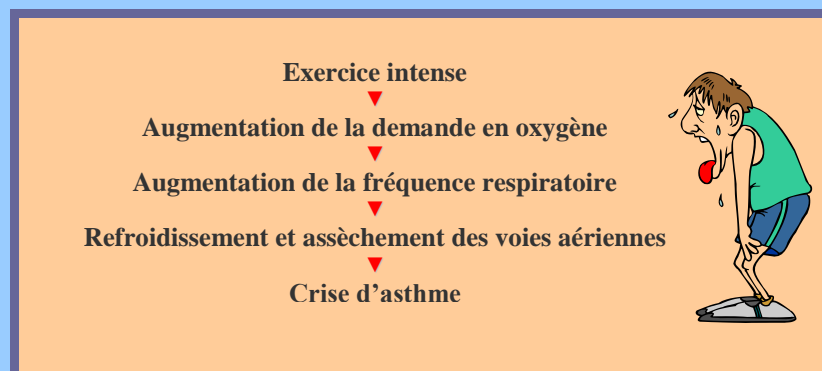 Exercice intense
Augmentation de la demande en oxygène
Augmentation de la fréquence respiratoire
Refroidissement et assèchement des voies aériennes
Crise d’asthme